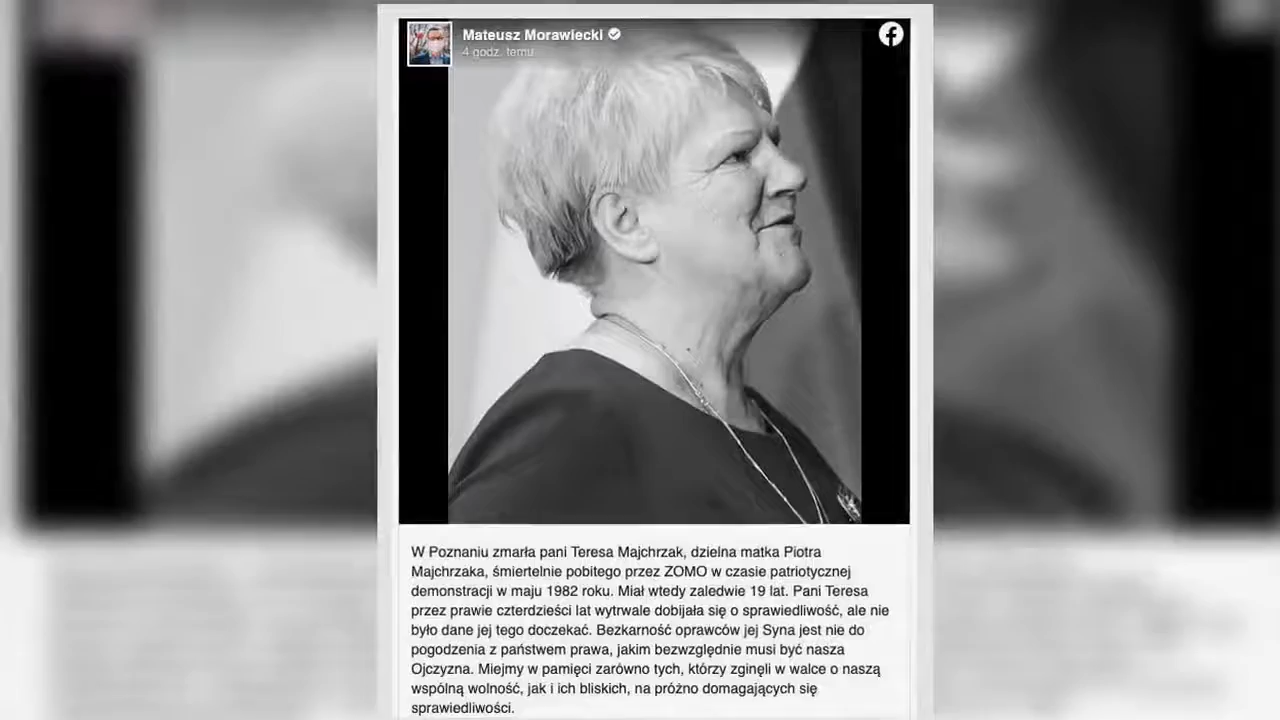 Mateusz Morawiecki
4 godz. temu
W Poznaniu zmarła pani Teresa Majchrzak, dzielna matka Piotra
Majchrzaka, śmiertelnie pobitego przez ZOMO w czasie patriotycznej
demonstracji w maju 1982 roku. Miał wtedy zaledwie 19 lat. Pani Teresa
przez prawie czterdzieści lat wytrwale dobijała się o sprawiedliwość, ale nie
było dane jej tego doczekać. Bezkarność oprawców jej Syna jest nie do
pogodzenia z państwem prawa, jakim bezwzględnie musi być nasza
Ojczyzna. Miejmy w pamięci zarówno tych, którzy zginęli w walce o naszą
wspólną wolność, jak i ich bliskich, na próżno domagających się
sprawiedliwości.